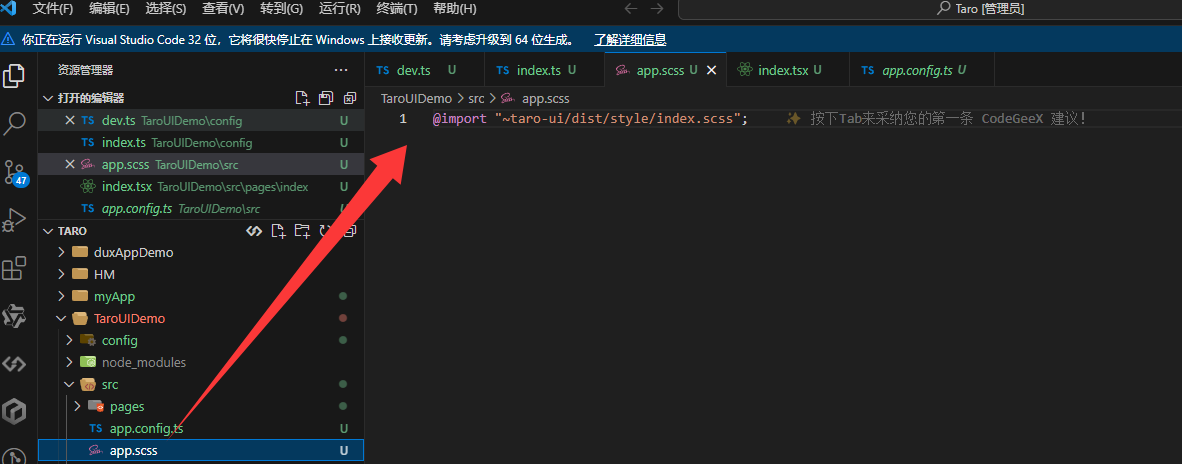 文件(F) 编辑(E) 选择(S) 查看(V) 转到(G) 运行(R) 终端(T) 帮助(H) Taro [管理员]
你正在运行 Visual Studio Code 32 位，它将很快停止在 Windows 上接收更新。请考虑升级到 64 位生成。 了解详细信息
资源管理器
TS dev.ts U TS index.ts U app.scss U index.tsx U TS app.config.ts U
打开的编辑器
TaroUIDemo > src > app.scss
1 @import "~taro-ui/dist/style/index.scss"; 按下Tab来采纳您的第一条 CodeGeeX 建议!
TS dev.ts TaroUIDemo\config U
TS index.ts TaroUIDemo\config U
app.scss TaroUIDemo\src U
47
index.tsx TaroUIDemo\src\pages\index U
TS app.config.ts TaroUIDemo\src U
TARO
duxAppDemo
HM
myApp
TaroUIDemo
config
node_modules
src
pages
TS app.config.ts U
app.scss U